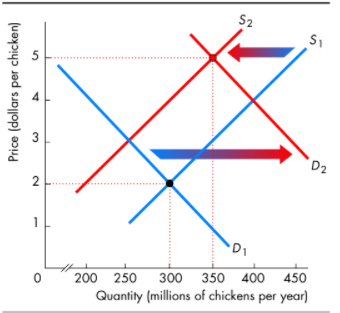 Price (dollars per chicken)
S2
S1
5
4
3
2
1
D2
D1
0 200 250 300 350 400 450
Quantity (millions of chickens per year)